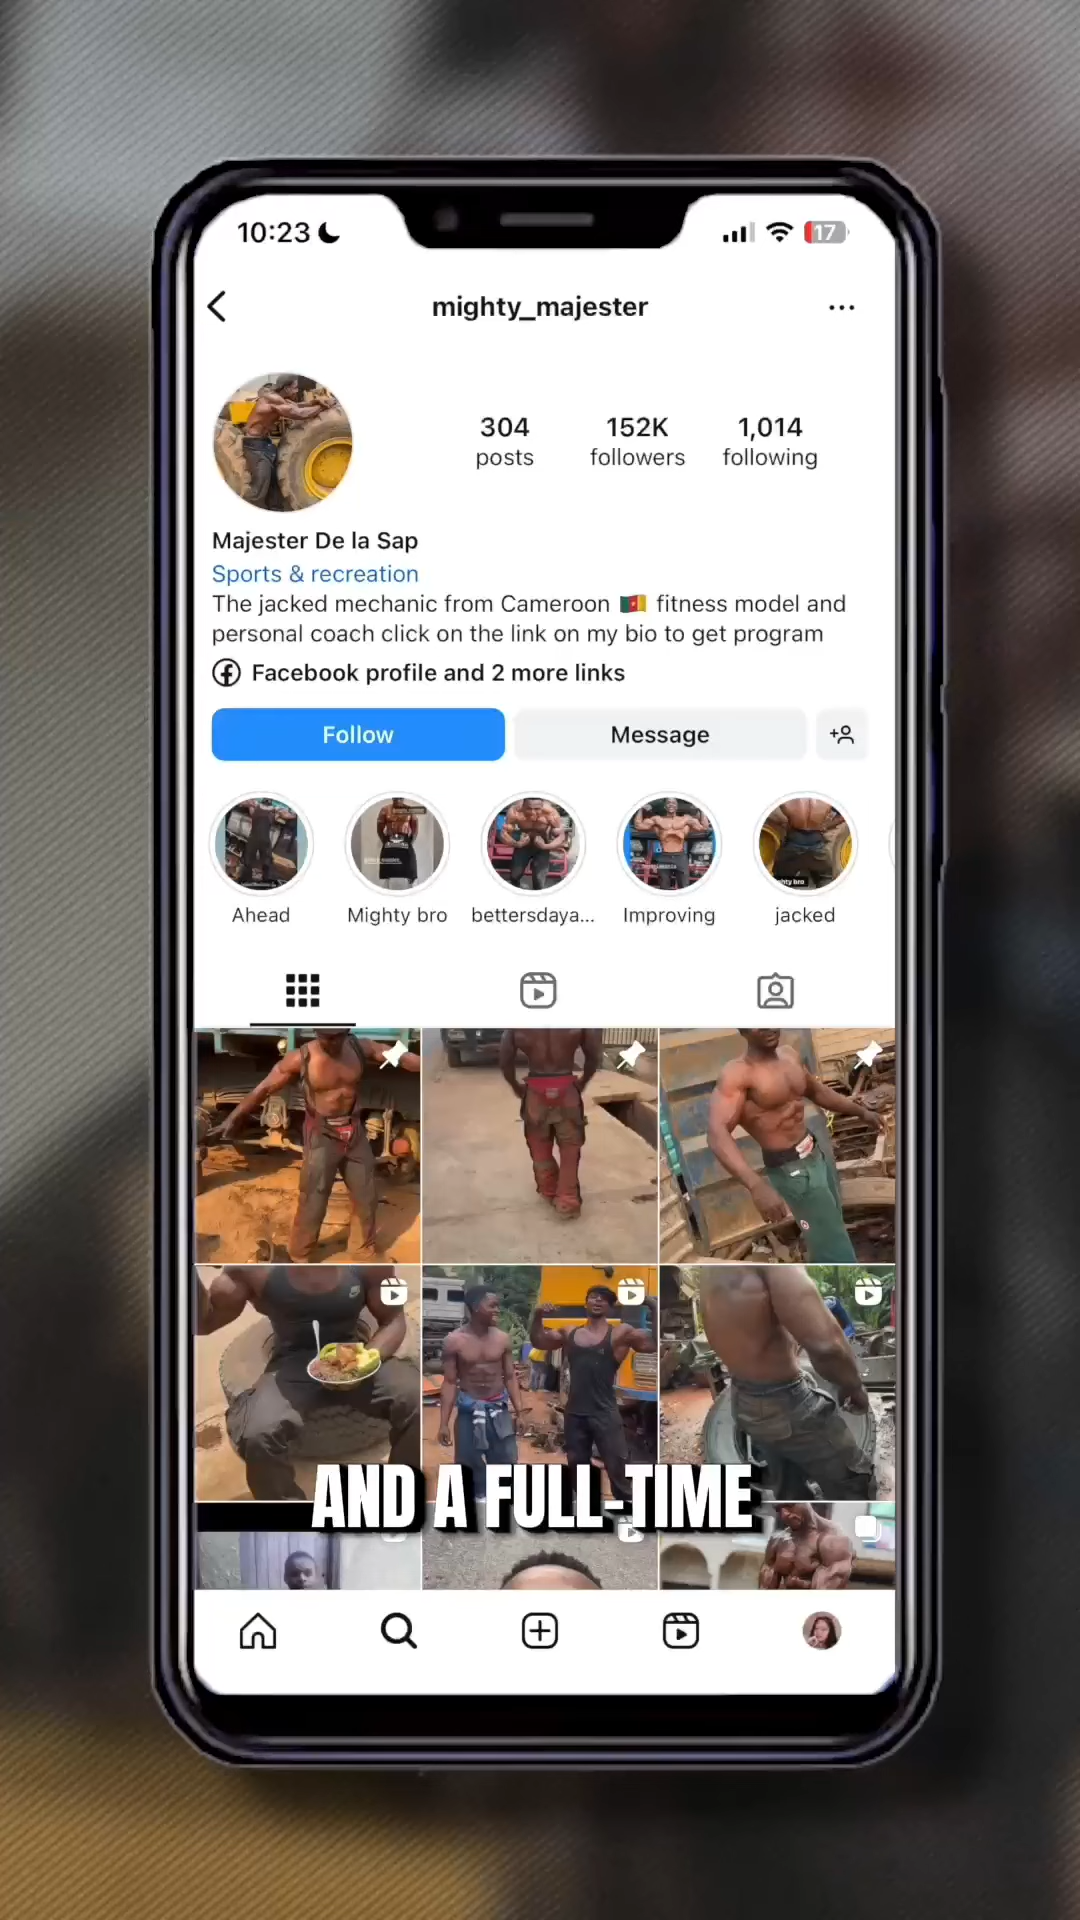 10:23
17
mighty_majester
304 posts
152K followers
1,014 following
Majester De la Sap
Sports & recreation
The jacked mechanic from Cameroon 🇨🇲 fitness model and
personal coach click on the link on my bio to get program
Facebook profile and 2 more links
Follow
Message
Ahead
Mighty bro
bettersdaya...
Improving
jacked
AND A FULL-TIME